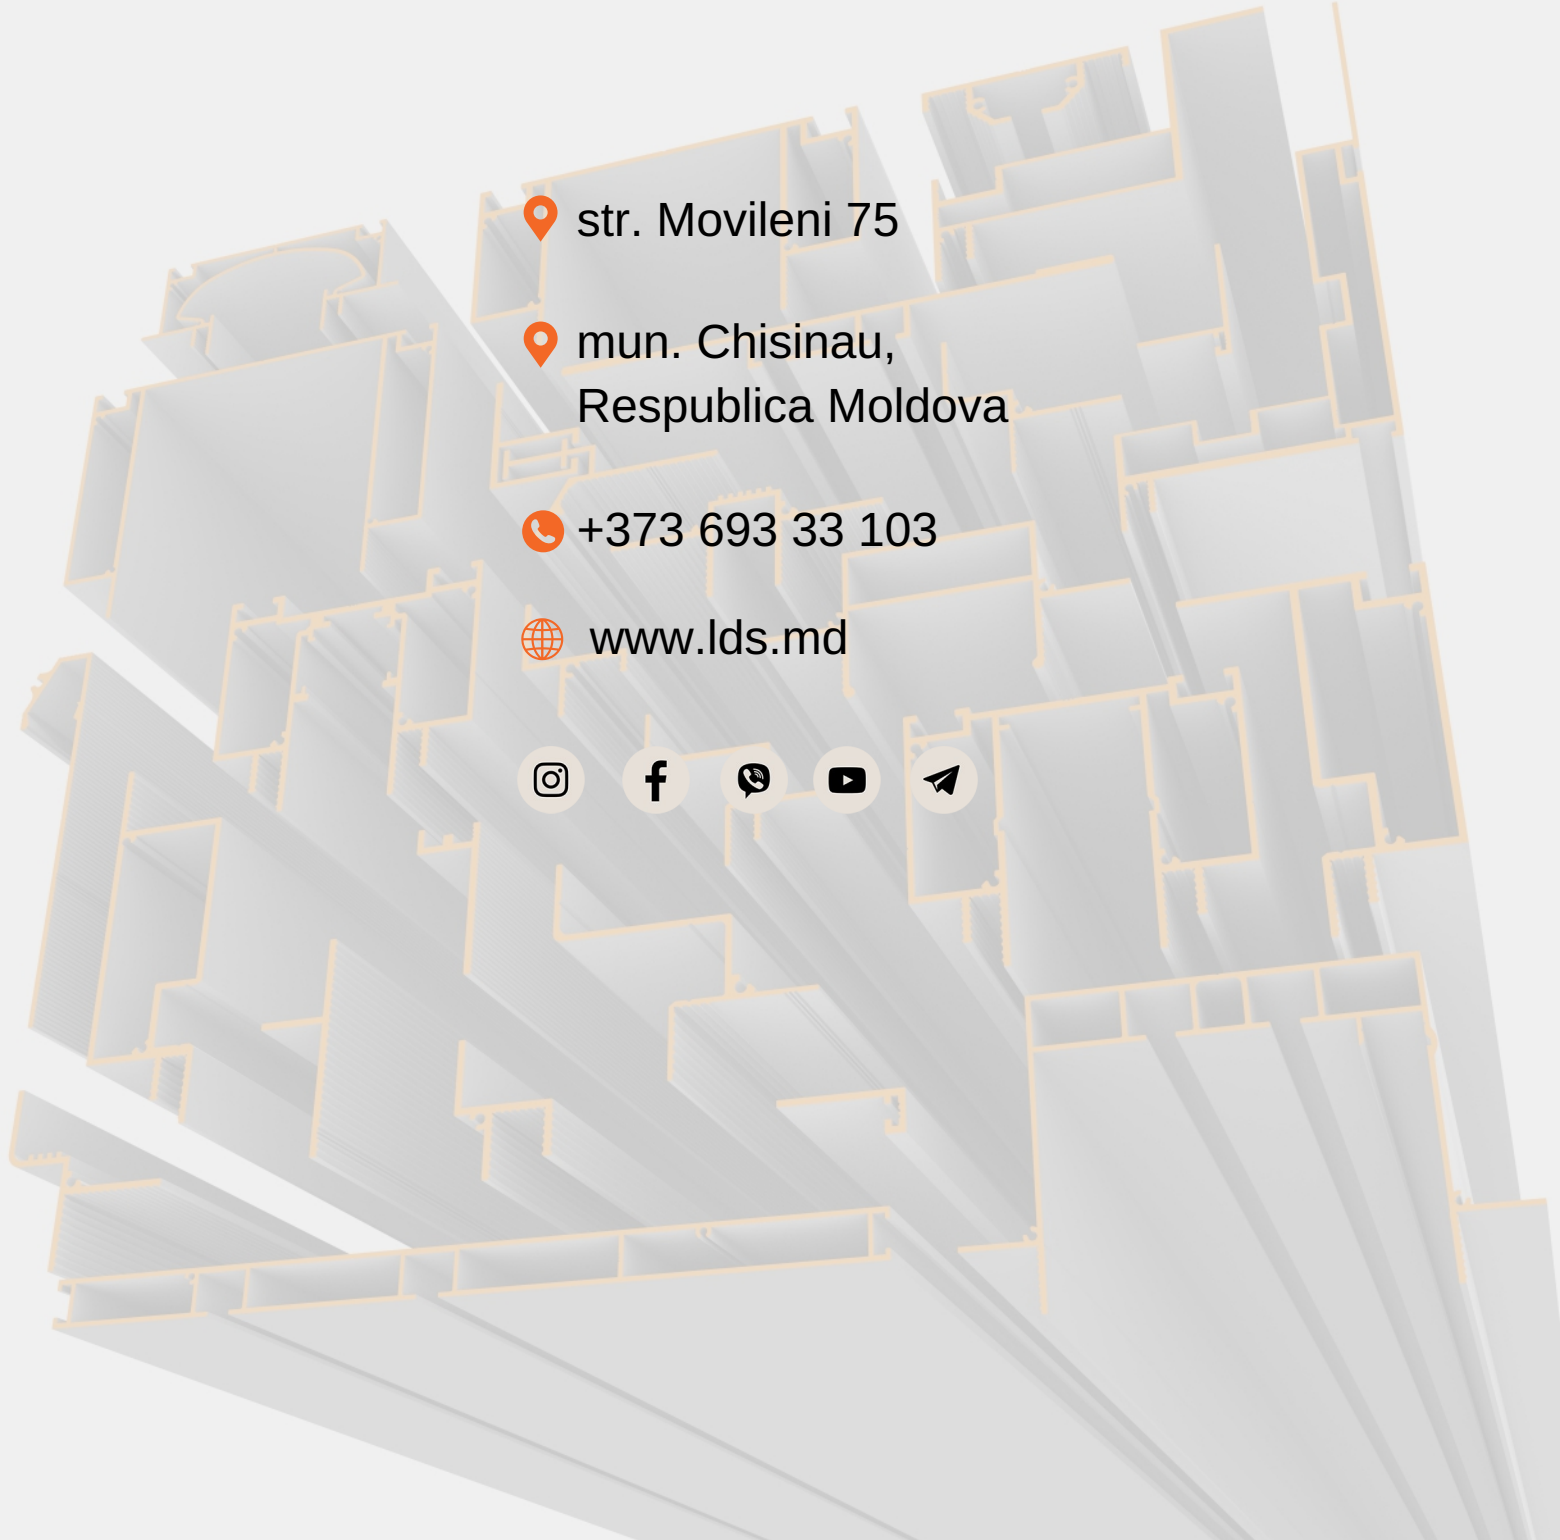 str. Movileni 75
mun. Chisinau,
Respublica Moldova
+373 693 33 103
www.lds.md